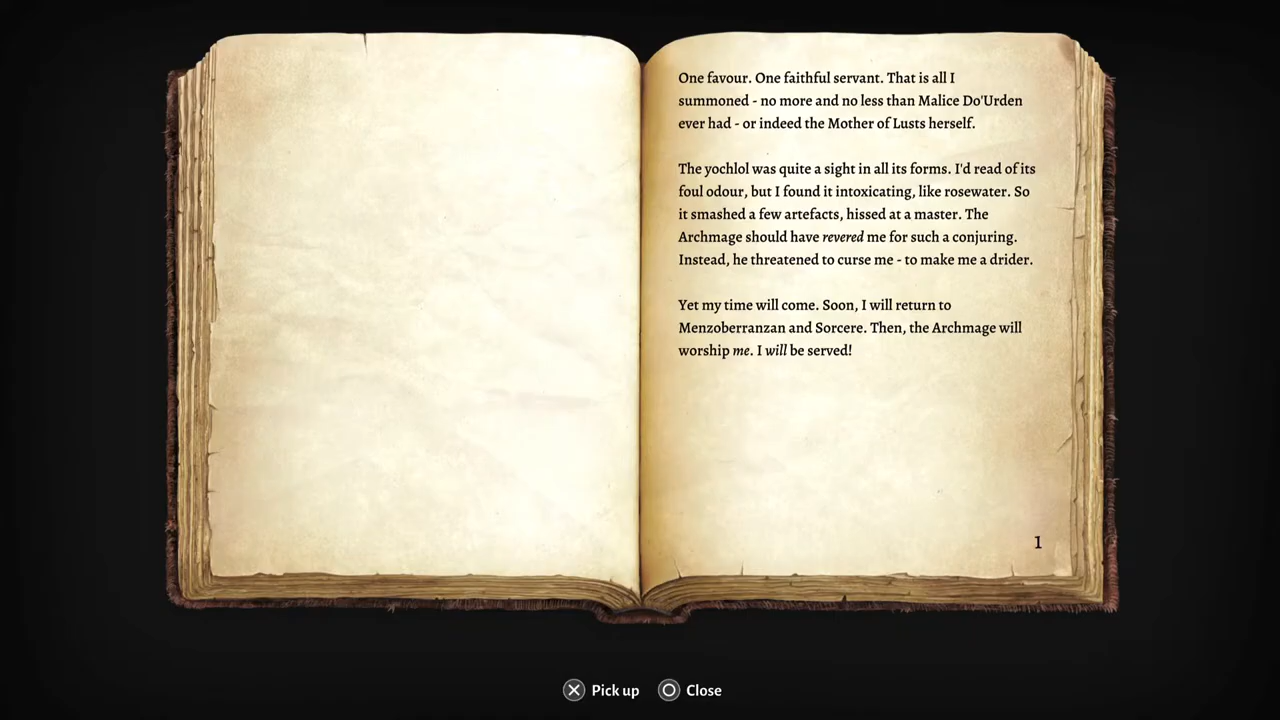 One favour. One faithful servant. That is all I
summoned - no more and no less than Malice Do'Urden
ever had - or indeed the Mother of Lusts herself.
The yochlol was quite a sight in all its forms. I'd read of its
foul odour, but I found it intoxicating, like rosewater. So
it smashed a few artefacts, hissed at a master. The
Archmage should have revered me for such a conjuring.
Instead, he threatened to curse me - to make me a drider.
Yet my time will come. Soon, I will return to
Menzoberranzan and Sorcere. Then, the Archmage will
worship me. I will be served!
1
Pick up
Close